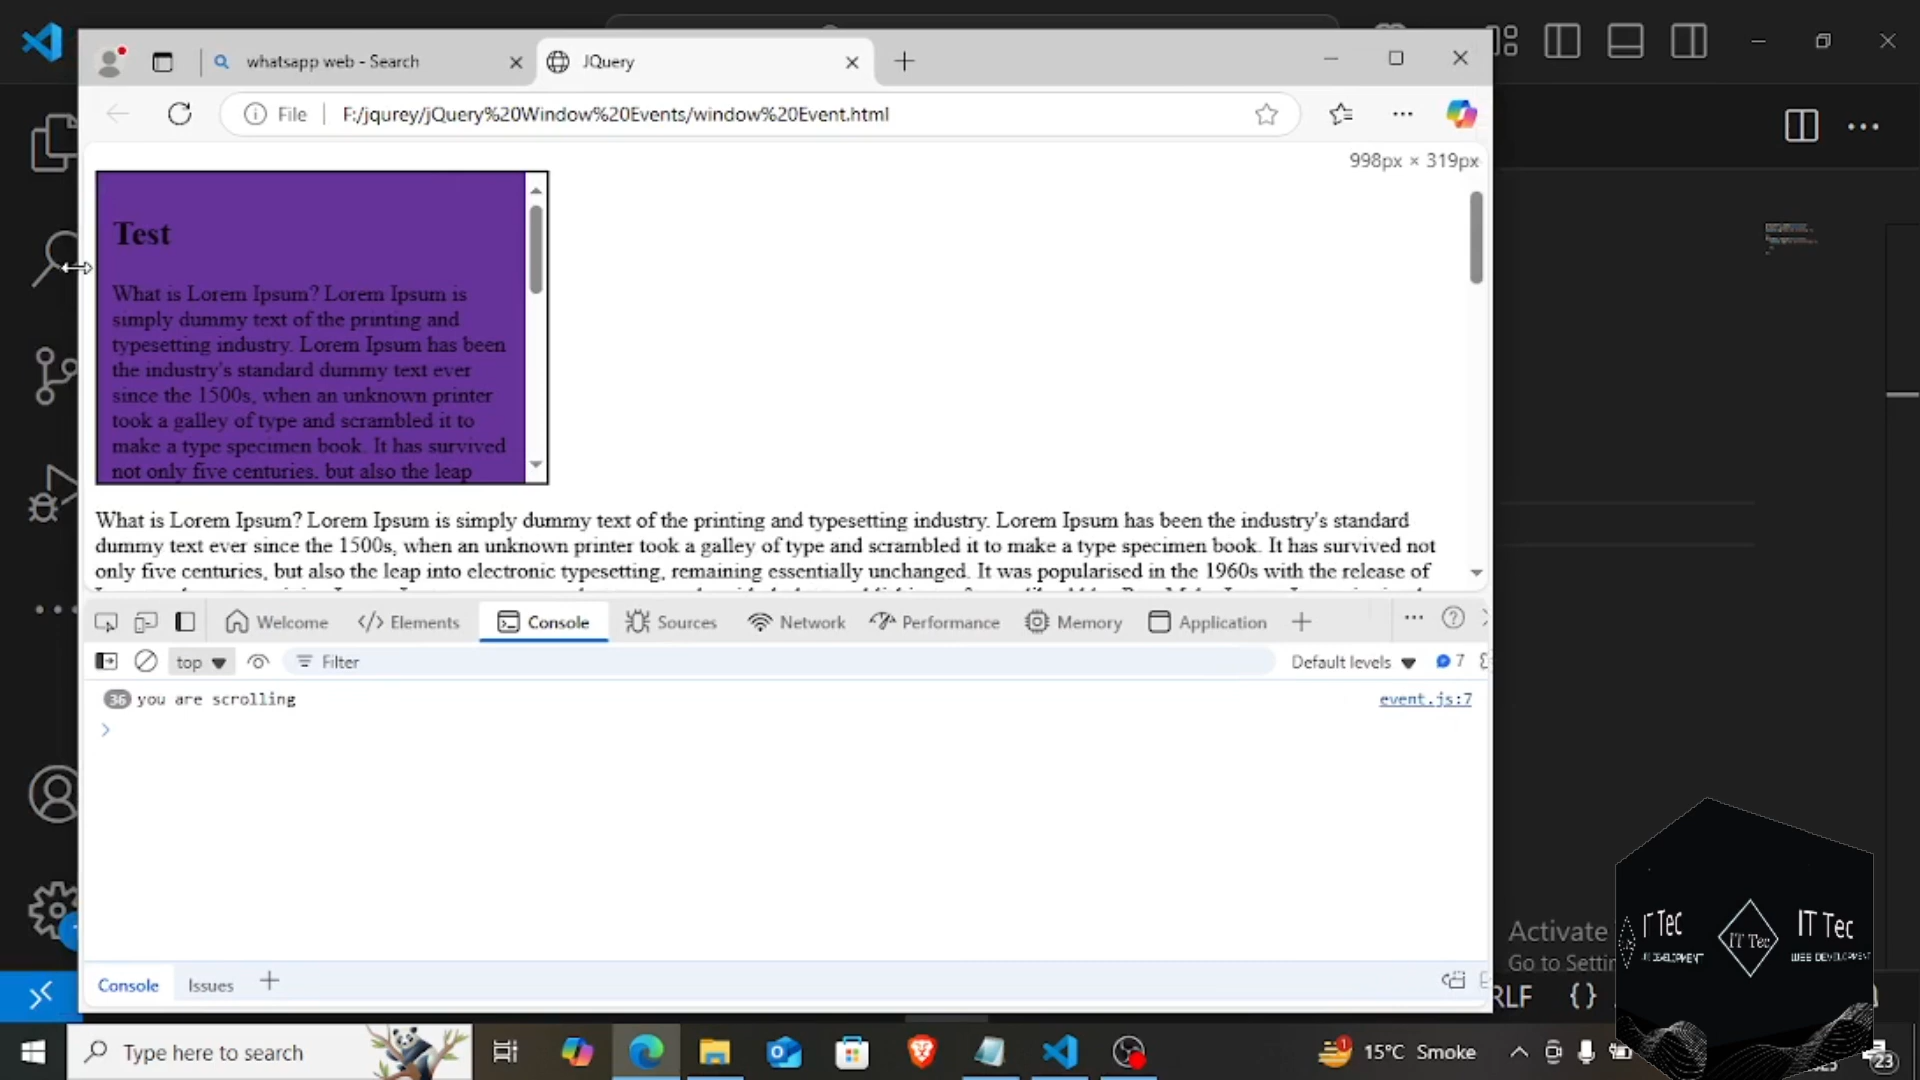 whatsapp web - Search
JQuery
File
F:/jqurey/jQuery%20Window%20Events/window%20Event.html
998px × 319px
Test
What is Lorem Ipsum? Lorem Ipsum is
simply dummy text of the printing and
typesetting industry. Lorem Ipsum has been
the industry's standard dummy text ever
since the 1500s, when an unknown printer
took a galley of type and scrambled it to
make a type specimen book. It has survived
not only five centuries, but also the leap
What is Lorem Ipsum? Lorem Ipsum is simply dummy text of the printing and typesetting industry. Lorem Ipsum has been the industry's standard
dummy text ever since the 1500s, when an unknown printer took a galley of type and scrambled it to make a type specimen book. It has survived not
only five centuries, but also the leap into electronic typesetting, remaining essentially unchanged. It was popularised in the 1960s with the release of
Welcome
Elements
Console
Sources
Network
Performance
Memory
Application
top
Filter
Default levels
7
36 you are scrolling
event.js:7
Console
Issues
Activate
Go to Settin
RLF {}
IT Tec
IT Tec
IT Tec
WEB DEVELOPMENT
Type here to search
1
15°C Smoke
23